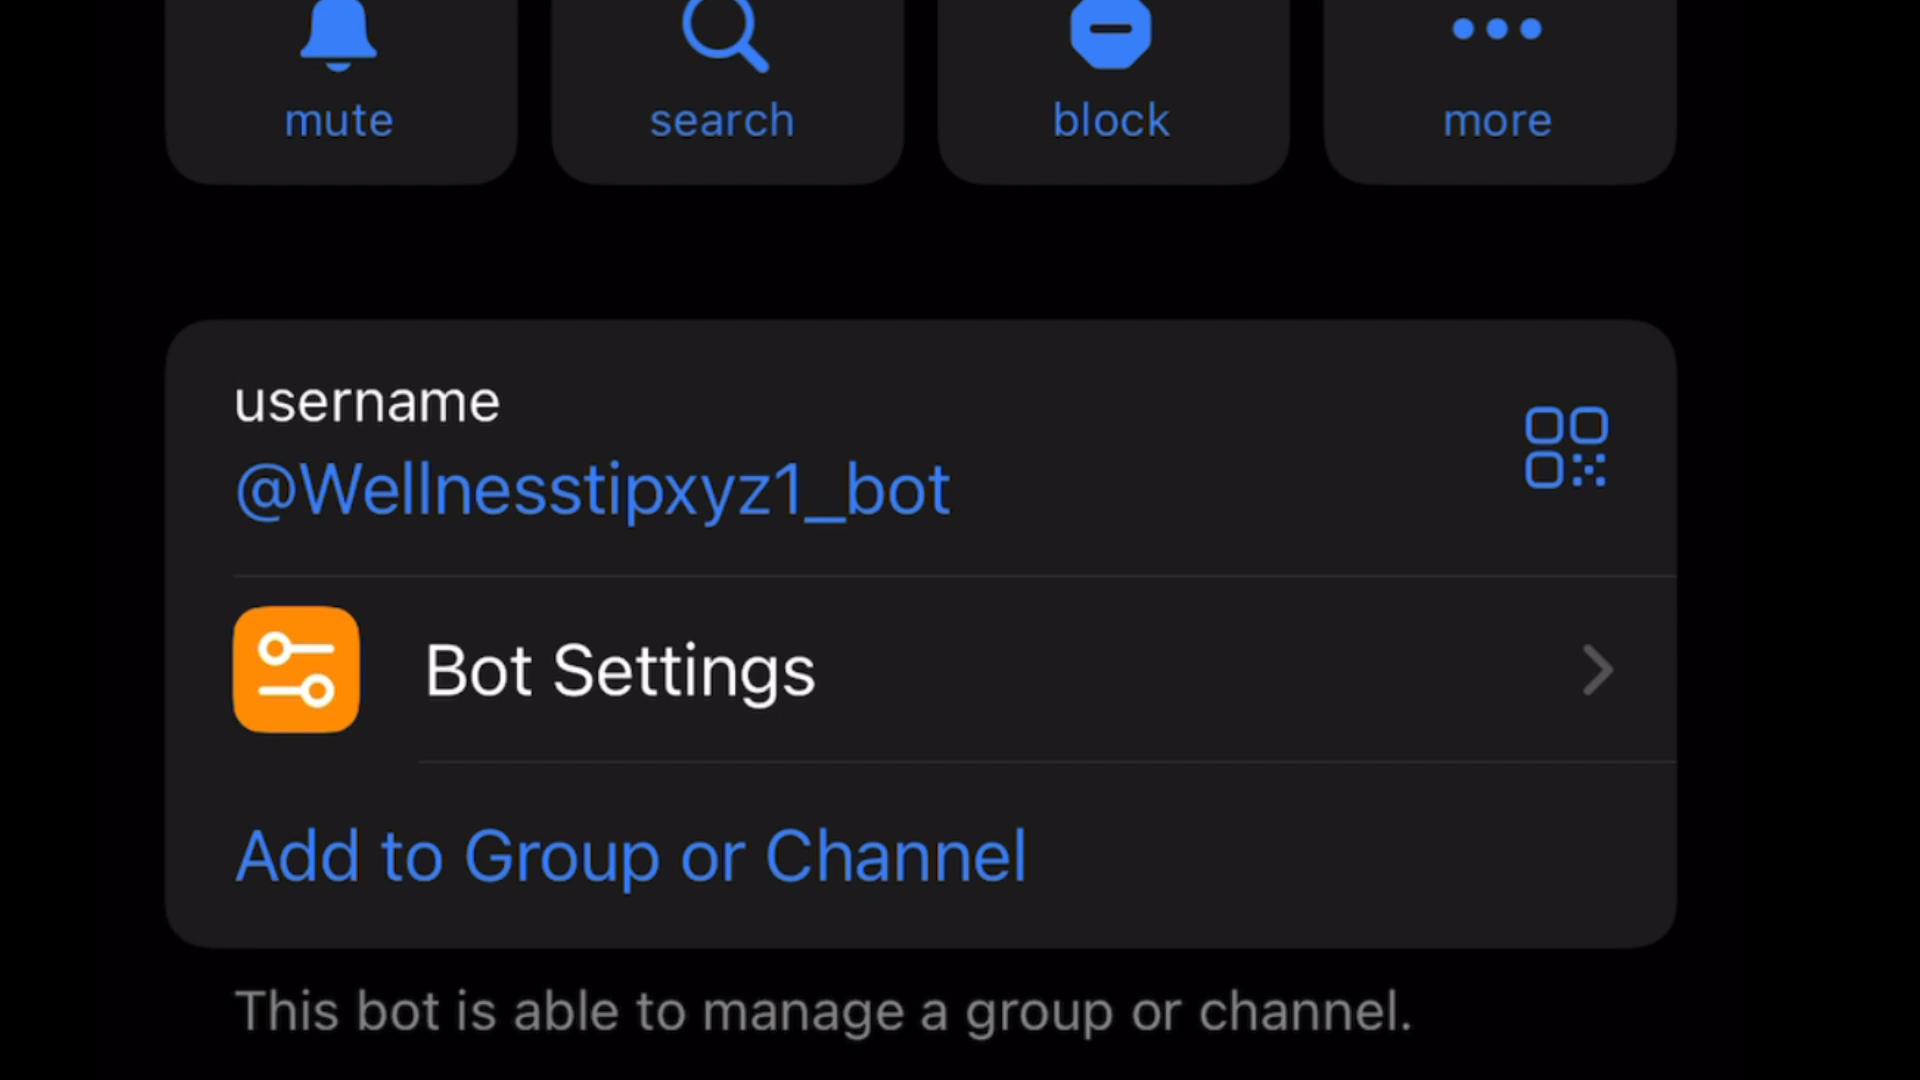 mute search block more
username
@Wellnesstipxyz1_bot
Bot Settings
Add to Group or Channel
This bot is able to manage a group or channel.